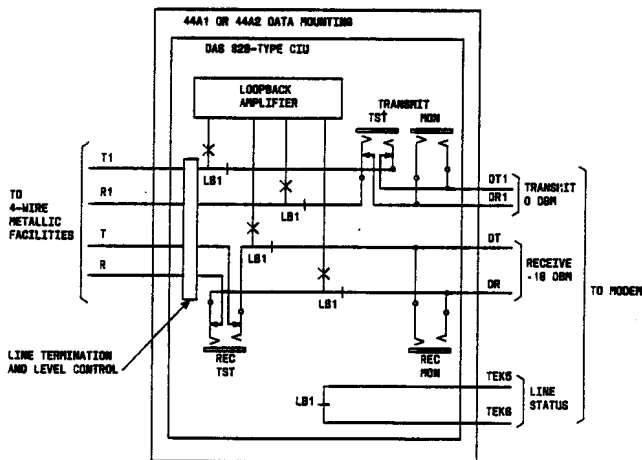 44A1 OR 44A2 DATA MOUNTING
DAS 829-TYPE CIU
LOOPBACK
AMPLIFIER
TRANSMIT
TST
MON
T1
LB1
DT1
TRANSMIT
0 DBM
R1
LB1
DR1
TO
4-WIRE
METALLIC
FACILITIES
T
LB1
DT
RECEIVE
-16 DBM
R
LB1
DR
TO MODEM
LINE TERMINATION
AND LEVEL CONTROL
REC
TST
REC
MON
TEK5
LB1
LINE
STATUS
TEK6